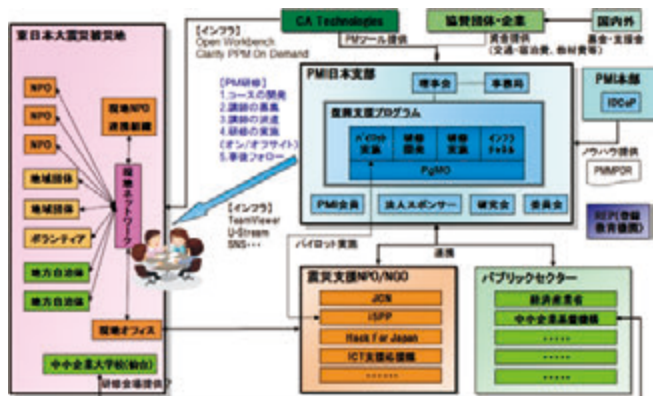 東日本大震災被災地
NPO
NPO
NPO
地域団体
地域団体
ボランティア
地方自治体
地方自治体
現地NPO
連携組織
現地ネットワーク
現地オフィス
中小企業大学校(仙台)
研修会場提供?
【インフラ】
Open Workbench
Clarity PPM On Demand
【PM研修】
1.コースの開発
2.講師の募集
3.講師の派遣
4.研修の実施
(オン/オフサイト)
5.事後フォロー
【インフラ】
TeamViewer
U-Stream
SNS・・・
CA Technologies
PMツール提供
協賛団体・企業
資金提供
(交通・宿泊費、教材費等)
国内外
基金・支援会
PMI日本支部
理事会
事務局
復興支援プログラム
パイロット
実施
研修
開発
研修
実施
インフラ
チャネル
PgMO
PMI会員
法人スポンサー
研究会
委員会
PMI本部
IDCoP
ノウハウ提供
PMMPDR
REP(登録
教育機関)
パイロット実施
連携
震災支援NPO/NGO
JCN
iSPP
Hack For Japan
ICT支援応援隊
・・・・・・
パブリックセクター
経済産業省
中小企業基盤機構
・・・・・
・・・・・
・・・・・